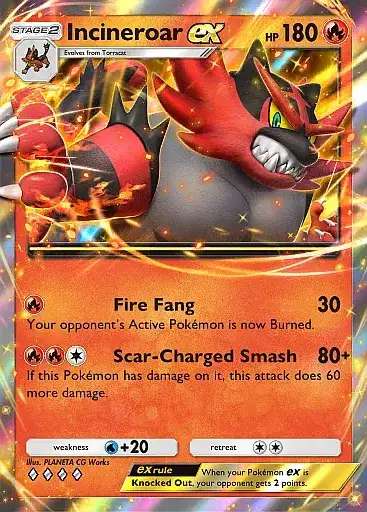 STAGE 2 Incineroar ex HP 180
Evolves from Torracat
Fire Fang 30
Your opponent's Active Pokémon is now Burned.
Scar-Charged Smash 80+
If this Pokémon has damage on it, this attack does 60
more damage.
weakness +20 retreat
Illus. PLANETA CG Works
ex rule When your Pokémon ex is
Knocked Out, your opponent gets 2 points.